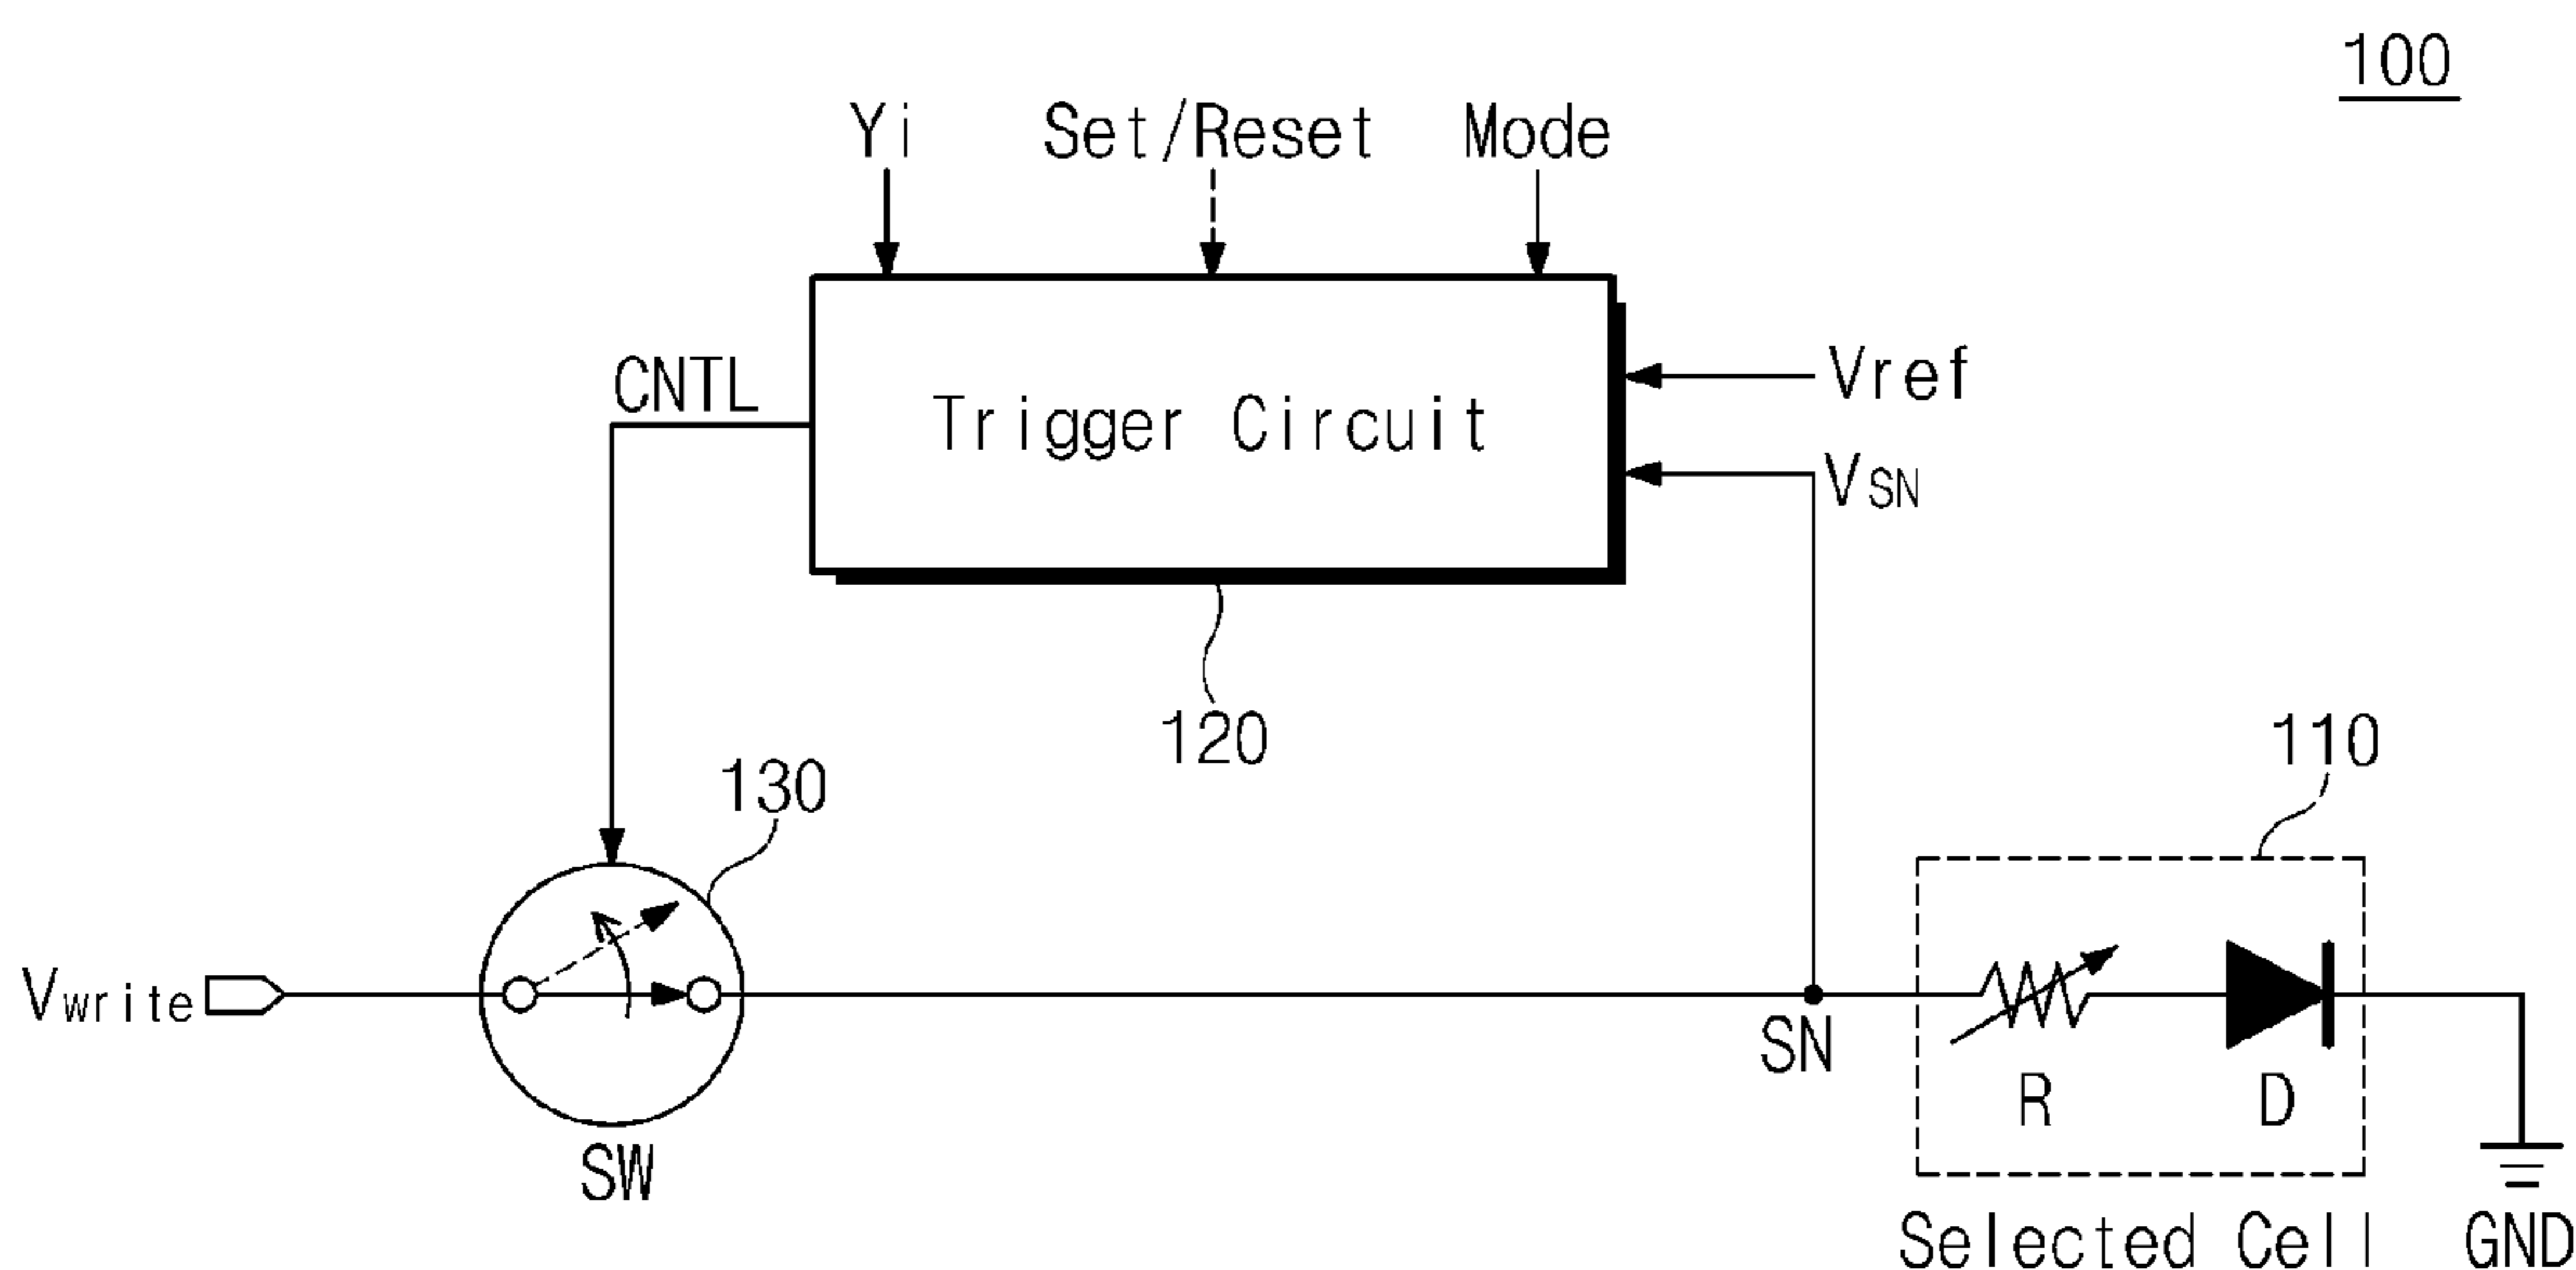 100
Yi Set/Reset Mode
CNTL
Trigger Circuit
Vref
VSN
120
130
110
Vwrite
SN
R D
SW
Selected Cell GND